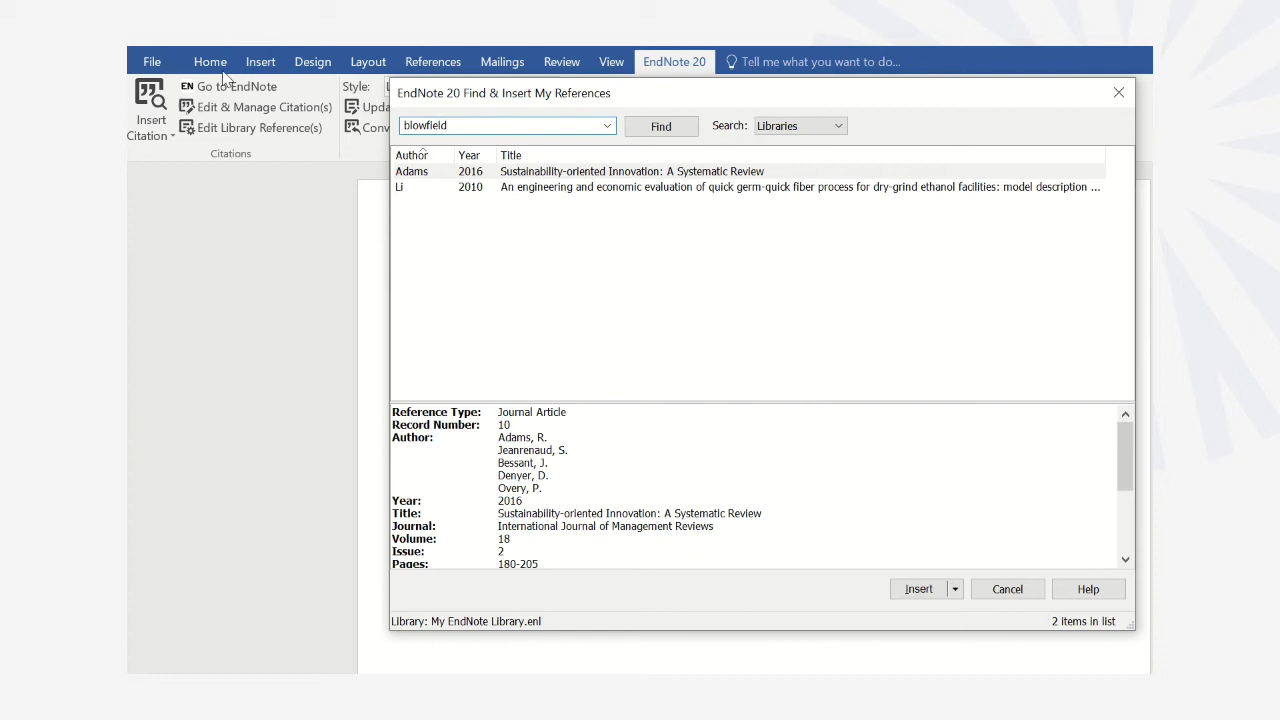 File Home Insert Design Layout References Mailings Review View EndNote 20 Tell me what you want to do...
EN Go to EndNote
Edit & Manage Citation(s)
Edit Library Reference(s)
Insert
Citation
Citations
Style:
EndNote 20 Find & Insert My References
blowfield Find Search: Libraries
Author Year Title
Adams 2016 Sustainability-oriented Innovation: A Systematic Review
Li 2010 An engineering and economic evaluation of quick germ-quick fiber process for dry-grind ethanol facilities: model description ...
Reference Type: Journal Article
Record Number: 10
Author: Adams, R.
Jeanrenaud, S.
Bessant, J.
Denyer, D.
Overy, P.
Year: 2016
Title: Sustainability-oriented Innovation: A Systematic Review
Journal: International Journal of Management Reviews
Volume: 18
Issue: 2
Pages: 180-205
Insert Cancel Help
Library: My EndNote Library.enl 2 items in list